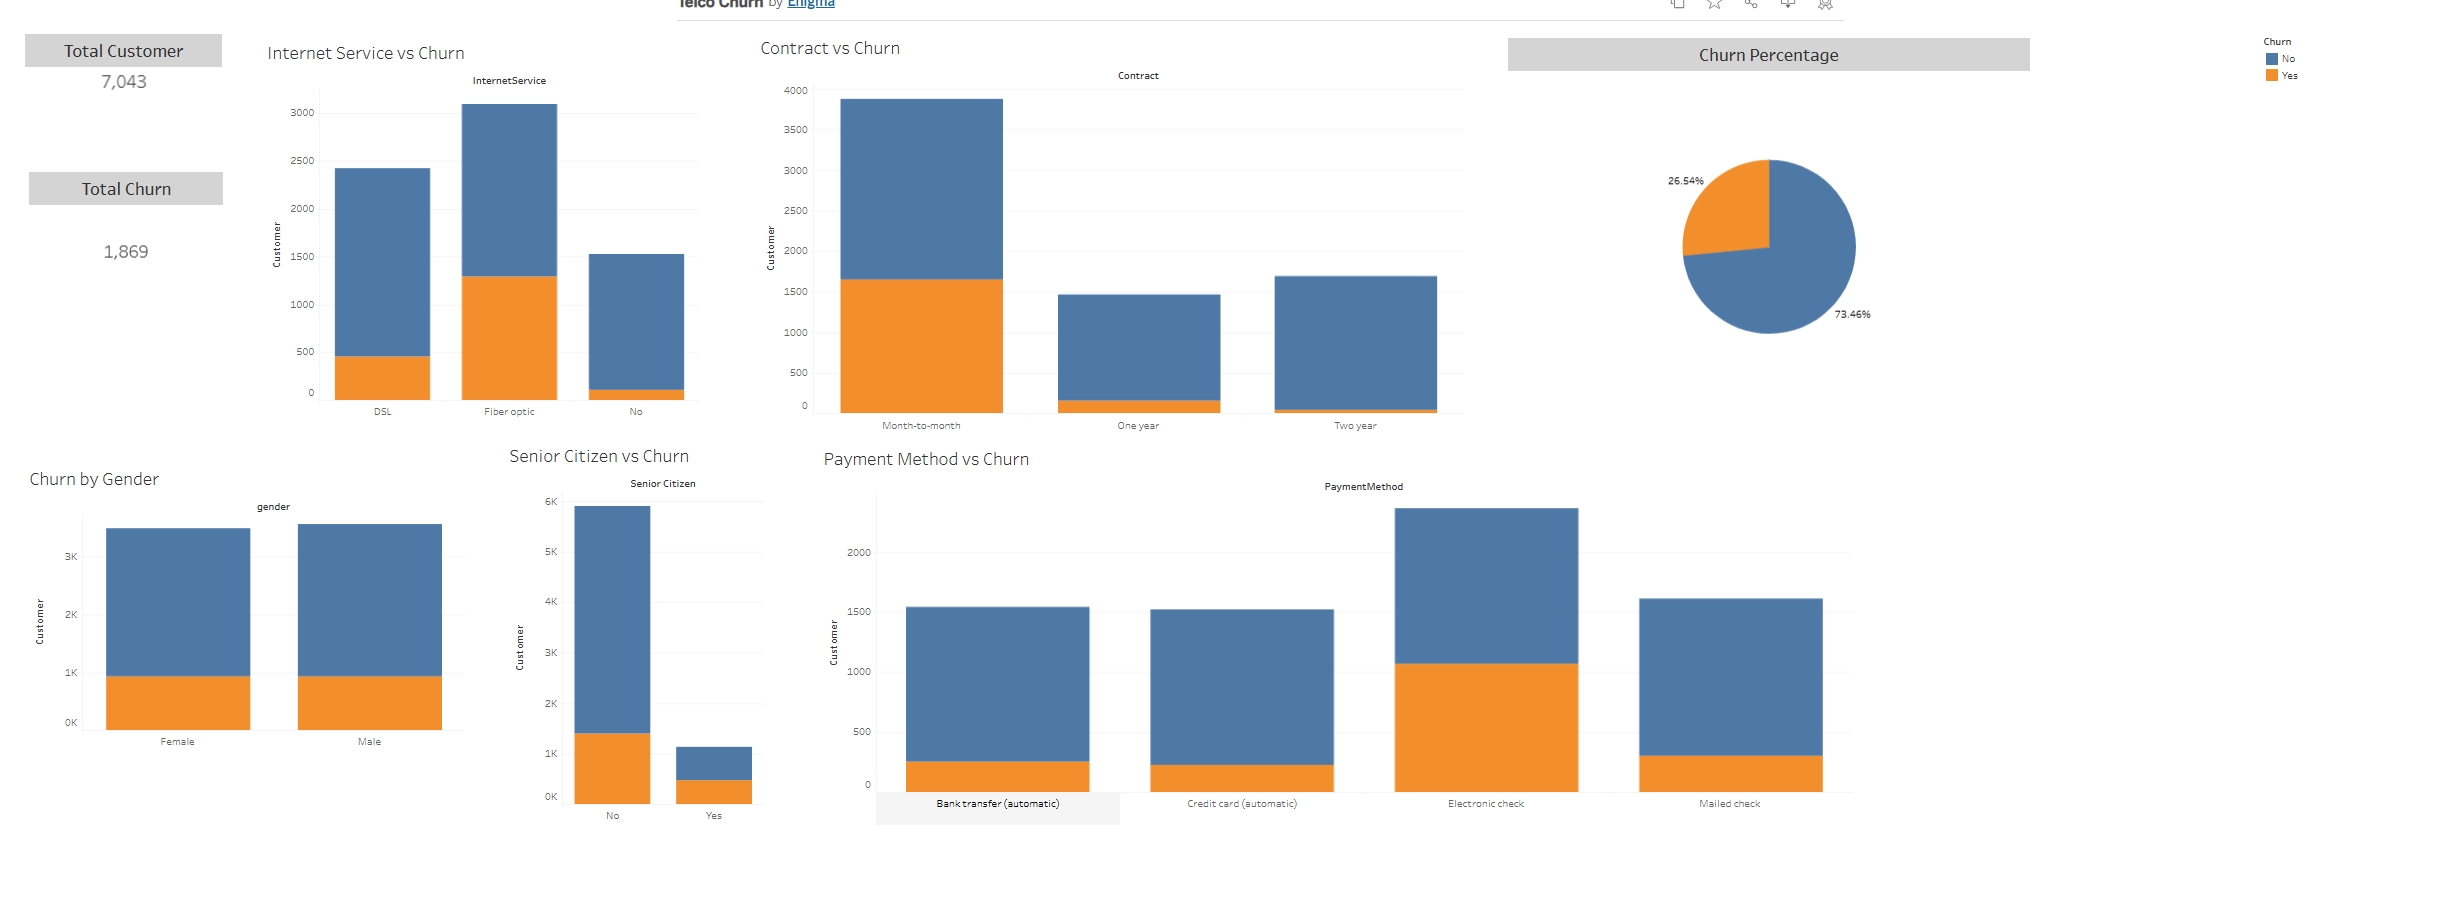 Telco Churn by Enigma
Total Customer
7,043
Total Churn
1,869
Internet Service vs Churn
InternetService
Customer
3000
2500
2000
1500
1000
500
0
DSL
Fiber optic
No
Contract vs Churn
Contract
Customer
4000
3500
3000
2500
2000
1500
1000
500
0
Month-to-month
One year
Two year
Churn Percentage
26.54%
73.46%
Churn
No
Yes
Churn by Gender
gender
Customer
3K
2K
1K
0K
Female
Male
Senior Citizen vs Churn
Senior Citizen
Customer
6K
5K
4K
3K
2K
1K
0K
No
Yes
Payment Method vs Churn
PaymentMethod
Customer
2000
1500
1000
500
0
Bank transfer (automatic)
Credit card (automatic)
Electronic check
Mailed check